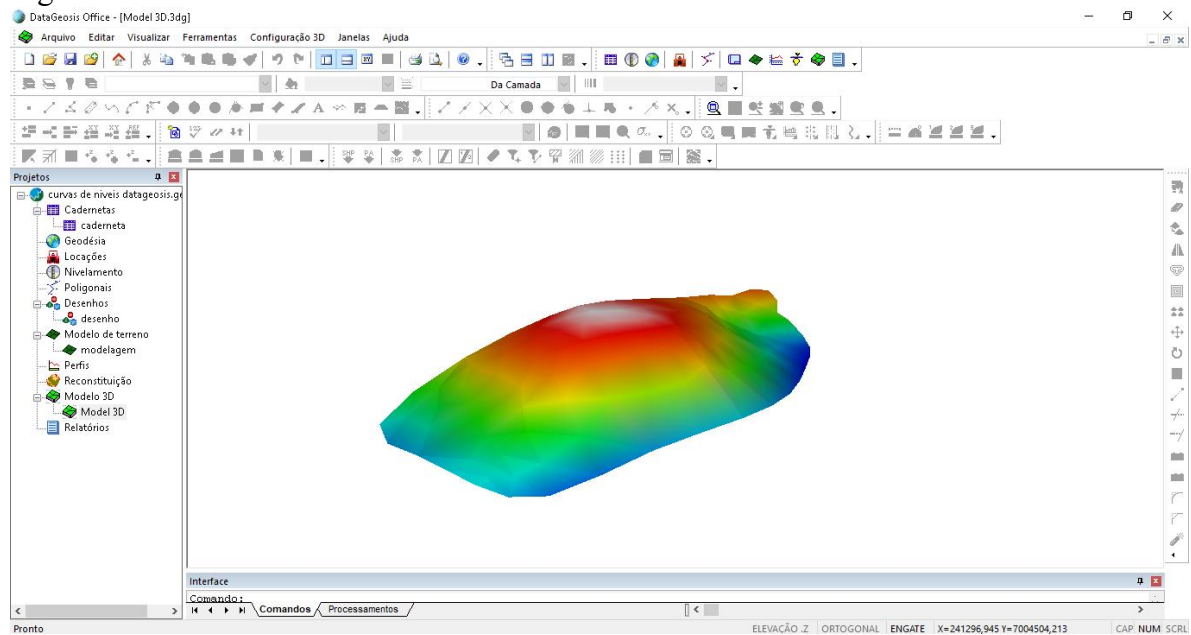 DataGeosis Office - [Model 3D.3dg]
Arquivo Editar Visualizar Ferramentas Configuração 3D Janelas Ajuda
Da Camada
Projetos
curvas de niveis datageosis.ge
Cadernetas
caderneta
Geodésia
Locações
Nivelamento
Poligonais
Desenhos
desenho
Modelo de terreno
modelagem
Perfis
Reconstituição
Modelo 3D
Model 3D
Relatórios
Interface
Comando:
Comandos Processamentos
Pronto ELEVAÇÃO .Z ORTOGONAL ENGATE X=241296,945 Y=7004504,213 CAP NUM SCRL